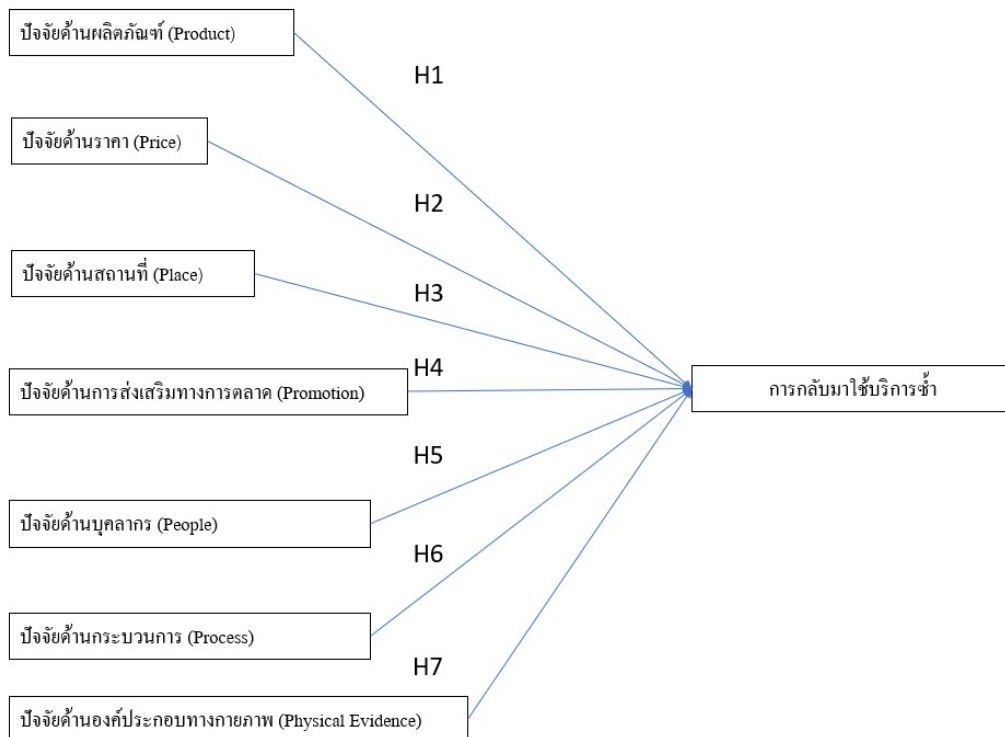 ปัจจัยด้านผลิตภัณฑ์ (Product)
H1
ปัจจัยด้านราคา (Price)
H2
ปัจจัยด้านสถานที่ (Place)
H3
H4
ปัจจัยด้านการส่งเสริมทางการตลาด (Promotion)
การกลับมาใช้บริการซ้ำ
H5
ปัจจัยด้านบุคลากร (People)
H6
ปัจจัยด้านกระบวนการ (Process)
H7
ปัจจัยด้านองค์ประกอบทางกายภาพ (Physical Evidence)